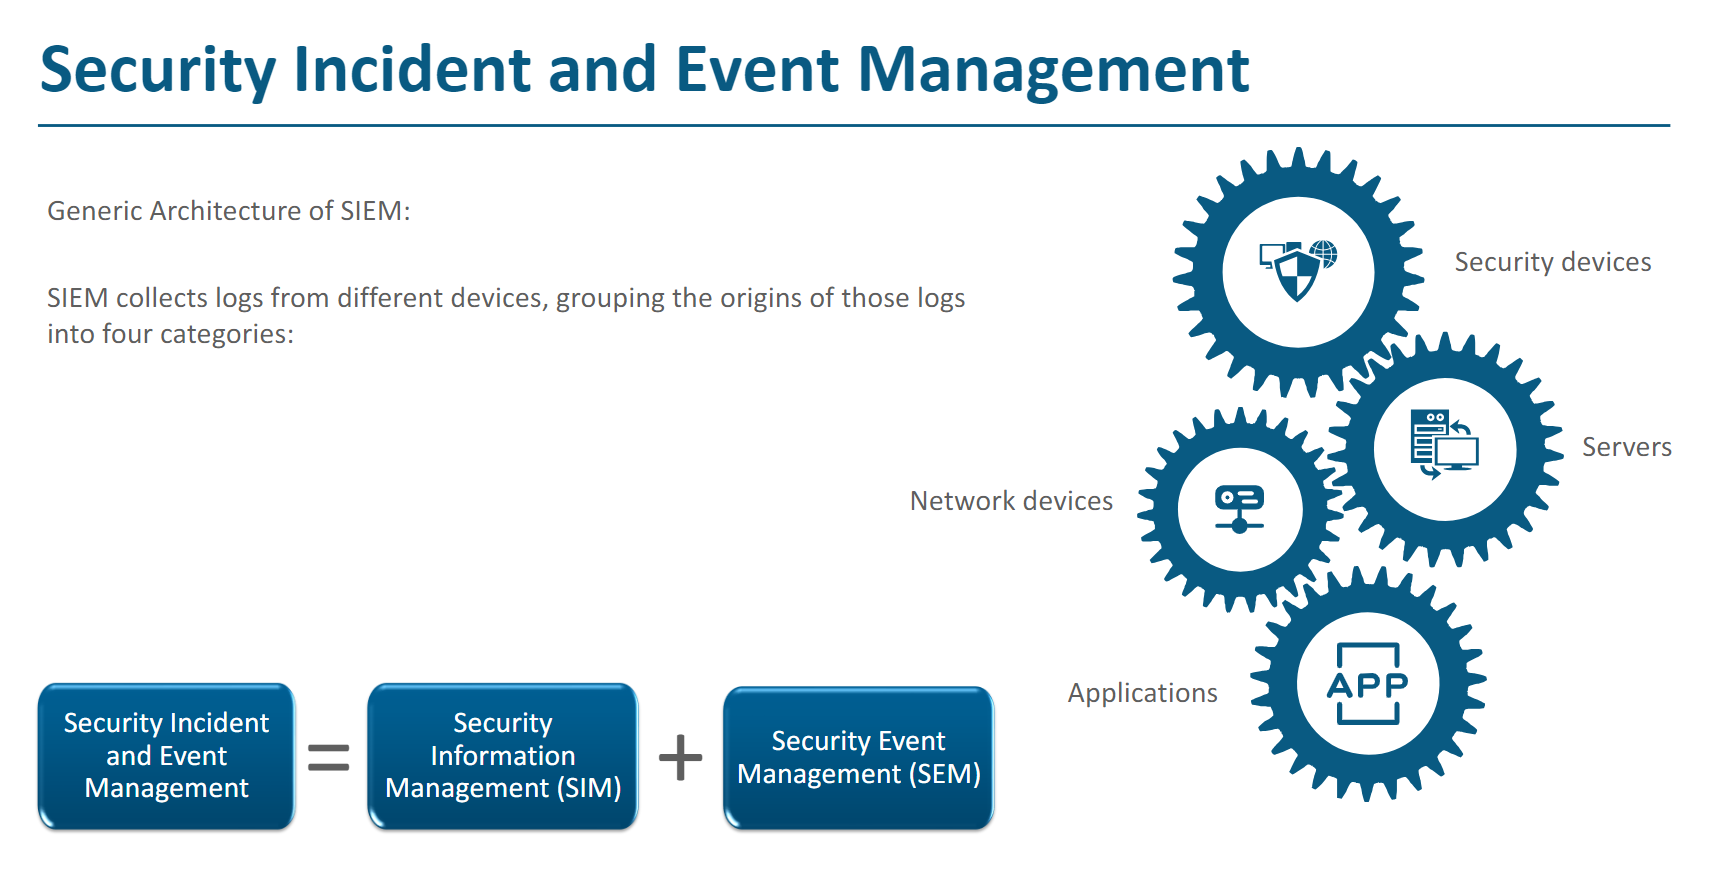 Security Incident and Event Management
Generic Architecture of SIEM:
SIEM collects logs from different devices, grouping the origins of those logs
into four categories:
Security devices
Servers
Network devices
APP
Applications
Security Incident
and Event
Management
=
Security
Information
Management (SIM)
+
Security Event
Management (SEM)